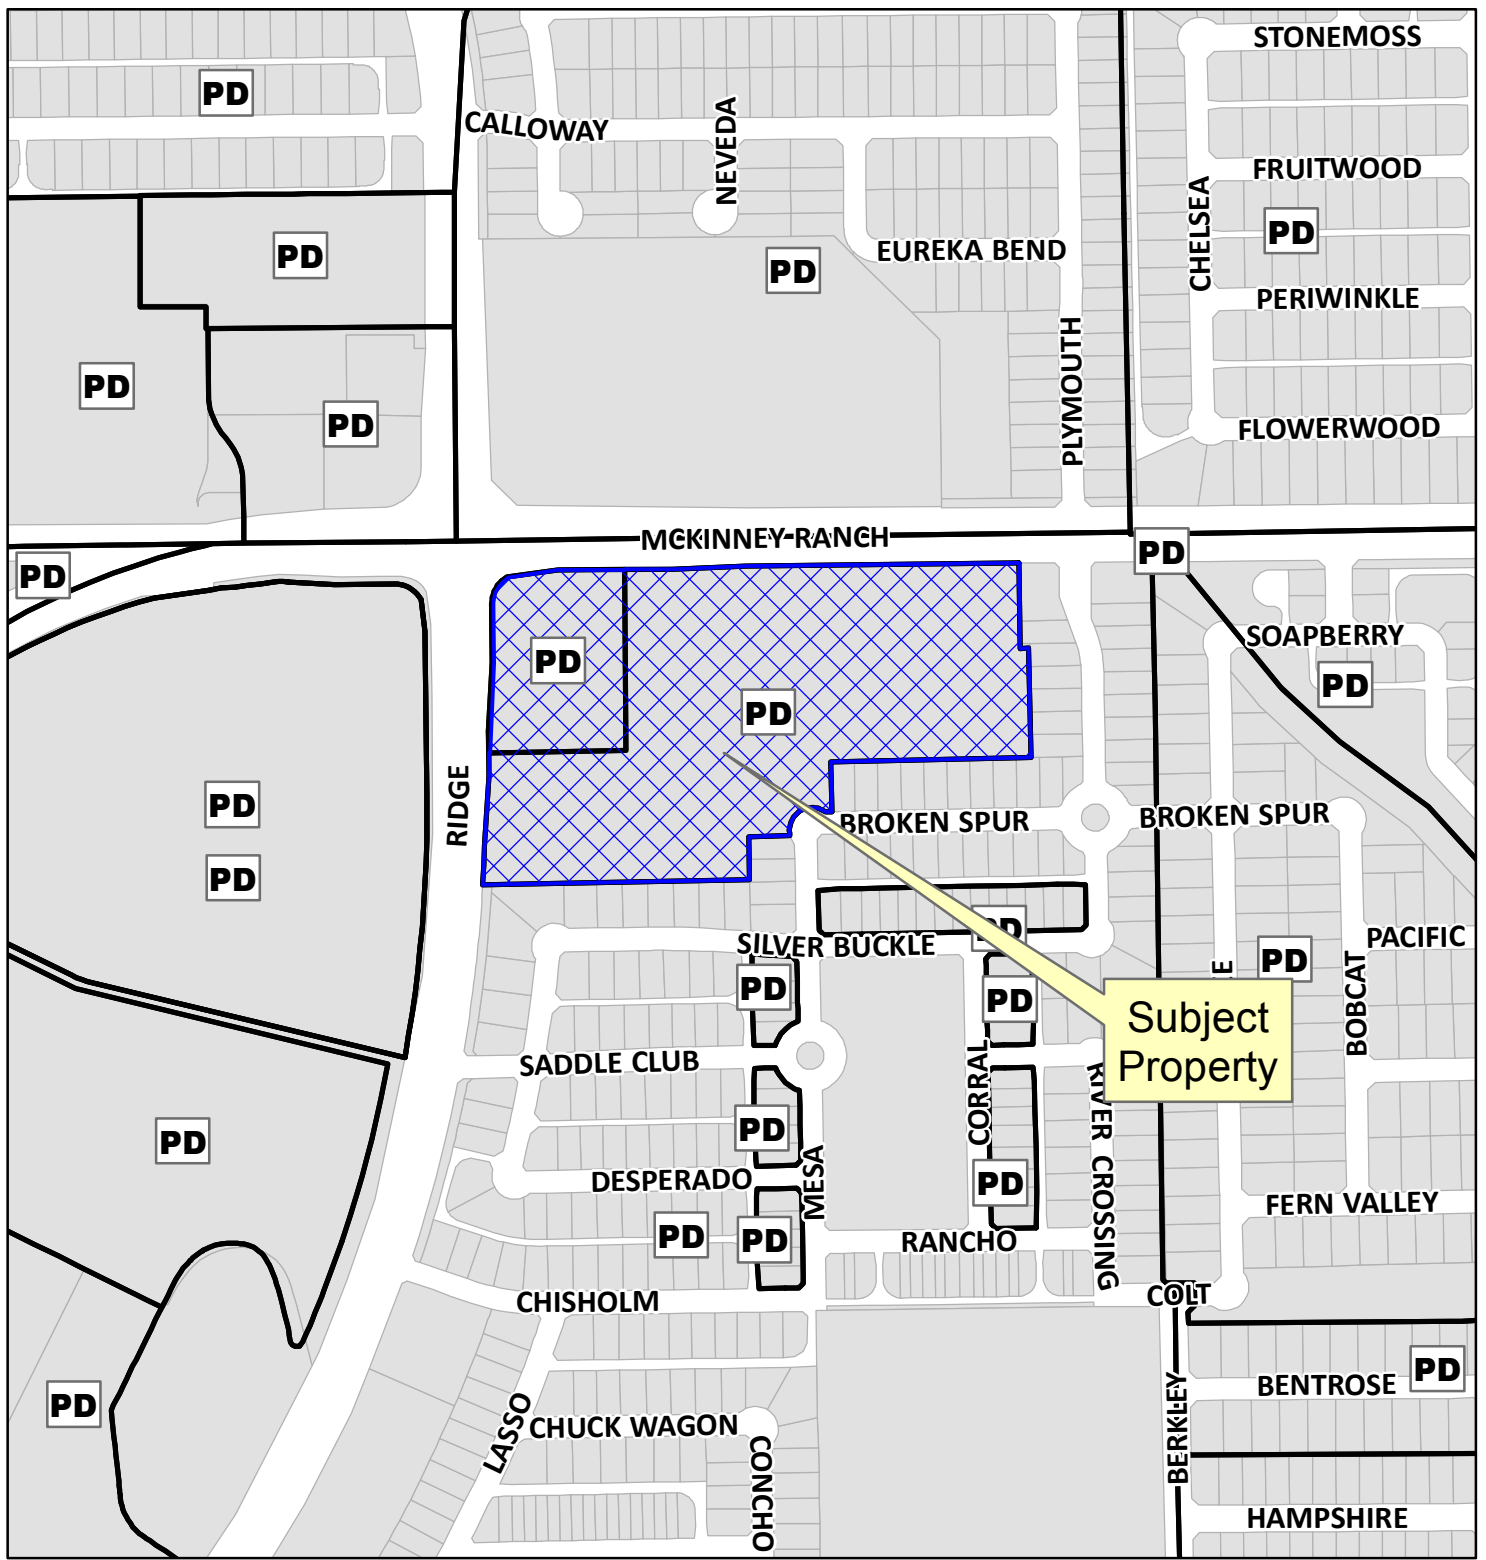 STONEMOSS
PD
CALLOWAY
NEVEDA
FRUITWOOD
CHELSEA
PD
PD
EUREKA BEND
PD
PERIWINKLE
PD
PLYMOUTH
PD
FLOWERWOOD
MCKINNEY RANCH
PD
PD
SOAPBERRY
PD
PD
PD
RIDGE
PD
BROKEN SPUR
BROKEN SPUR
PD
PD
SILVER BUCKLE
PACIFIC
PD
E
BOBCAT
PD
PD
Subject
Property
SADDLE CLUB
CORRAL
RIVER CROSSING
PD
PD
MESA
DESPERADO
PD
FERN VALLEY
PD
PD
RANCHO
COLT
CHISHOLM
PD
BENTROSE
PD
BERKLEY
LASSO
CHUCK WAGON
CONCHO
HAMPSHIRE